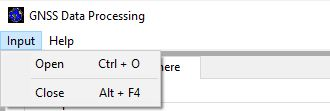 GNSS Data Processing
Input Help
Open Ctrl + O
here
Close Alt + F4